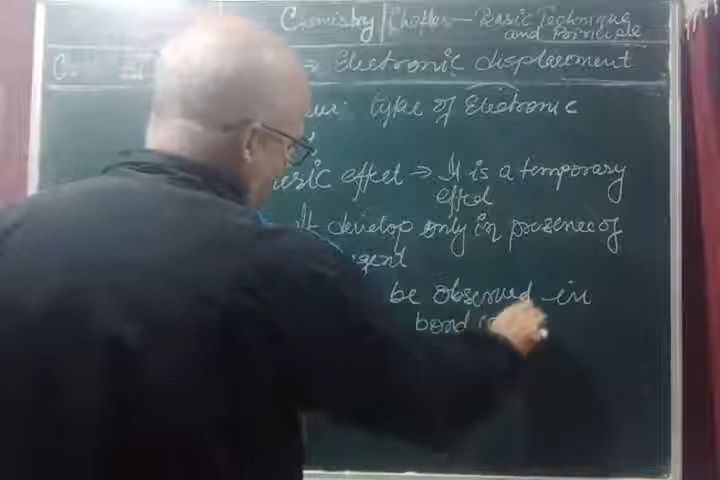 Chemistry/Chapter - Basic Technique
and Principle
C. ⇒ Electronic displacement
type of Electronic
effect ⇒ It is a temporary
effect
It develop only in presence of
be observed in
bond